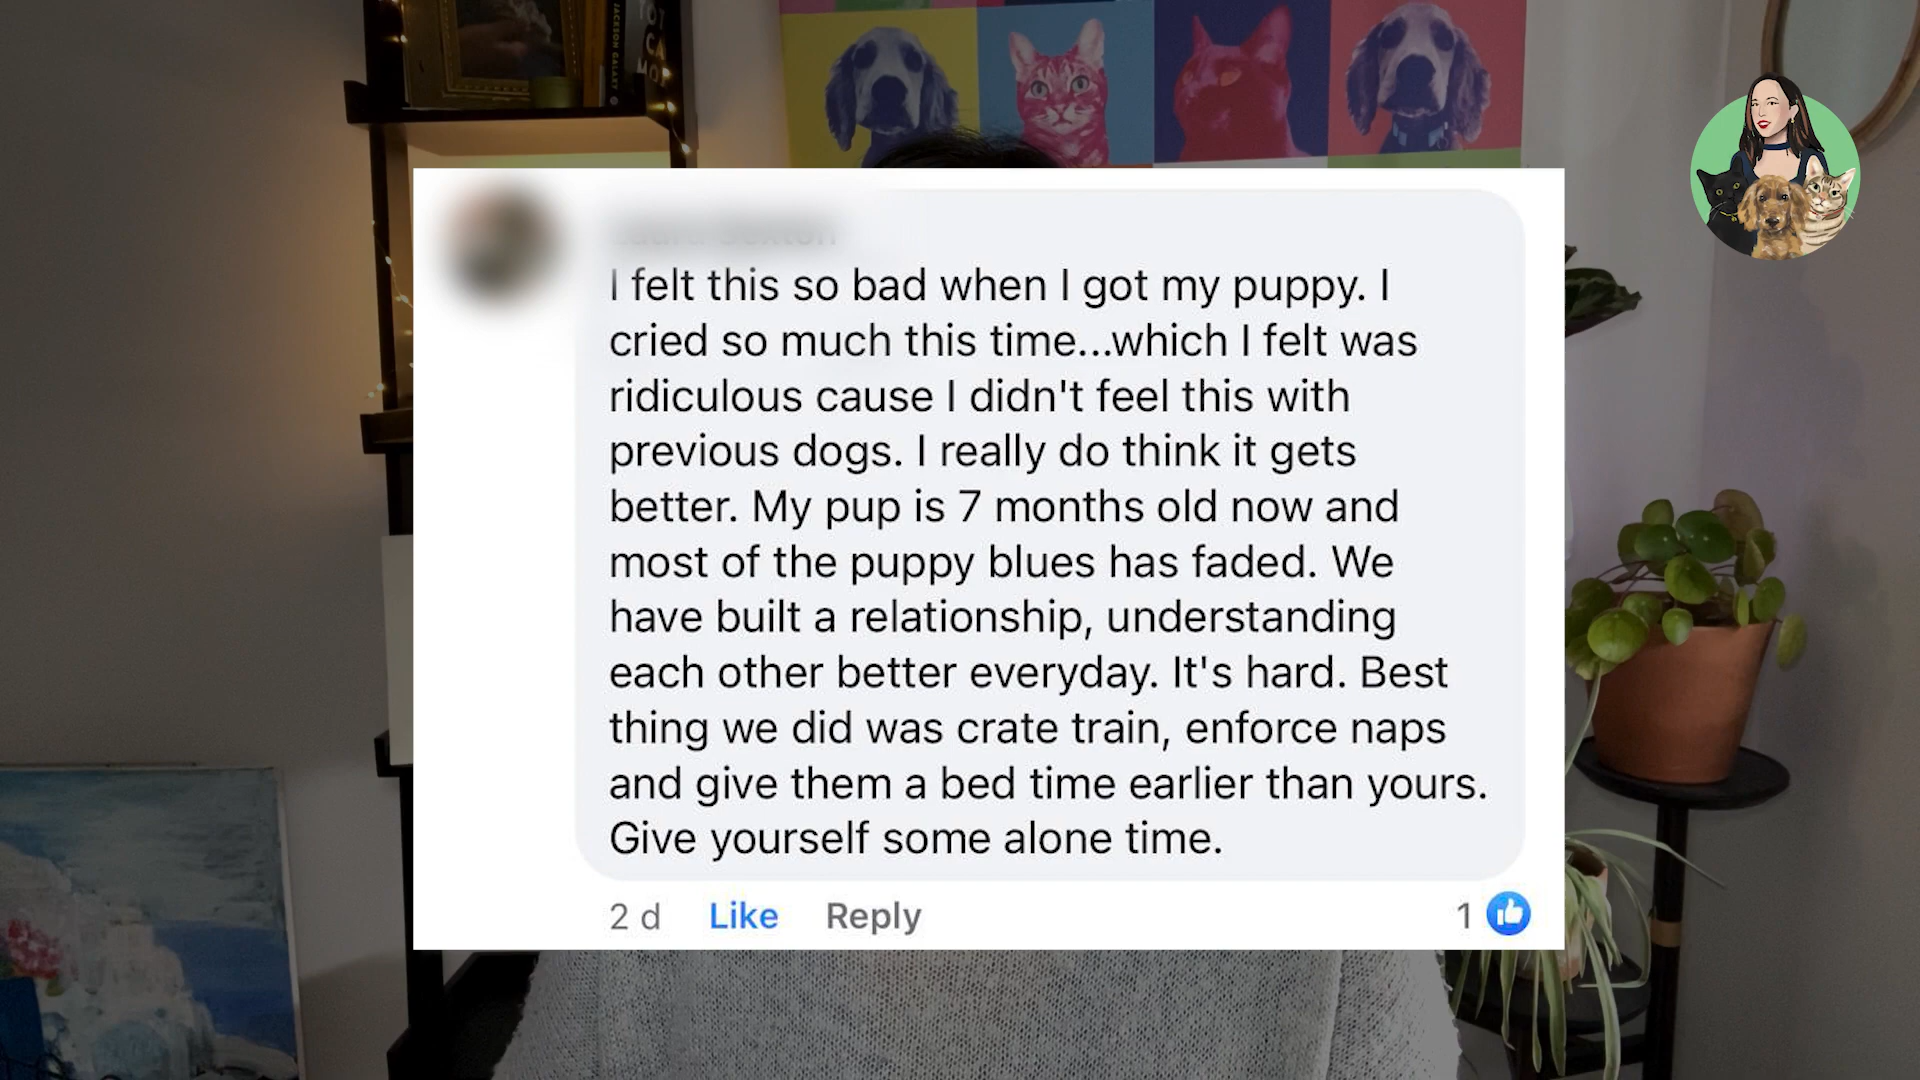 JACKSON GALAXY
I felt this so bad when I got my puppy. I
cried so much this time...which I felt was
ridiculous cause I didn't feel this with
previous dogs. I really do think it gets
better. My pup is 7 months old now and
most of the puppy blues has faded. We
have built a relationship, understanding
each other better everyday. It's hard. Best
thing we did was crate train, enforce naps
and give them a bed time earlier than yours.
Give yourself some alone time.
2 d Like Reply 1